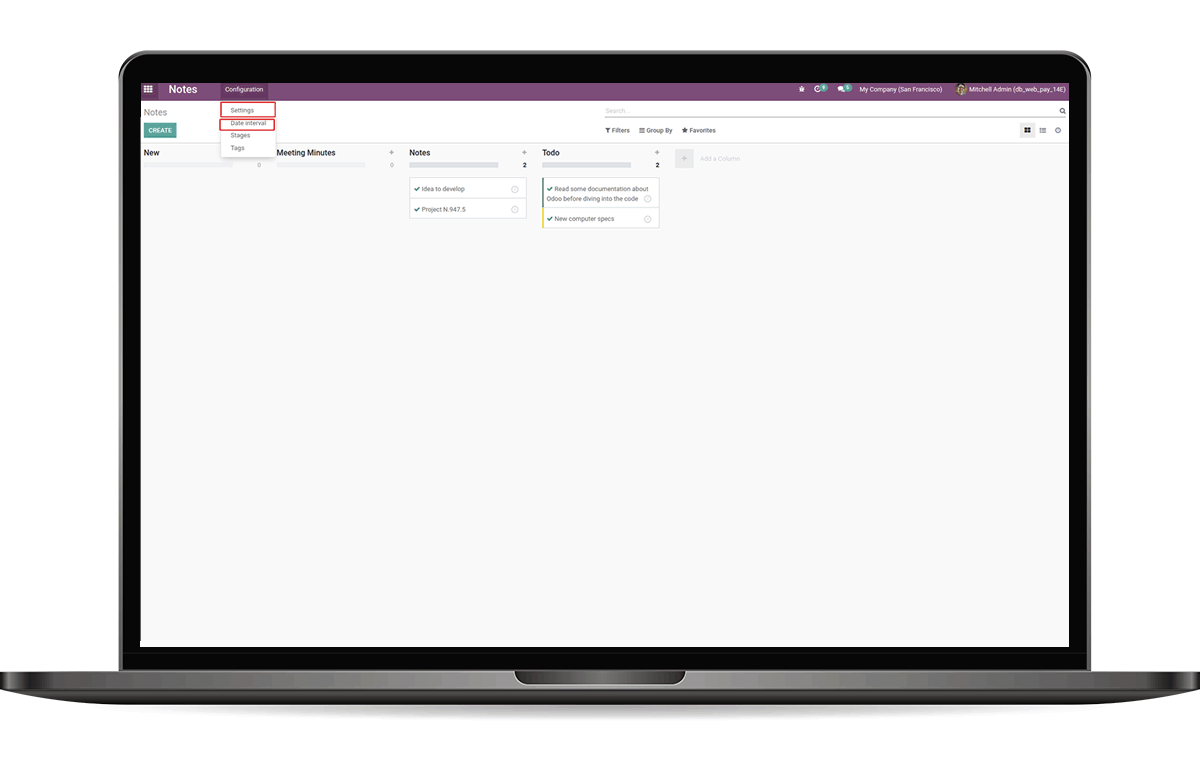 Notes Configuration My Company (San Francisco) Mitchell Admin (db_web_pay_14E)
Notes Settings Search...
CREATE Date interval Filters Group By Favorites
Stages
Tags
New 0
Meeting Minutes + 0
Notes + 2
Idea to develop
Project N.947.5
Todo + 2
Read some documentation about
Odoo before diving into the code
New computer specs
+ Add a Column